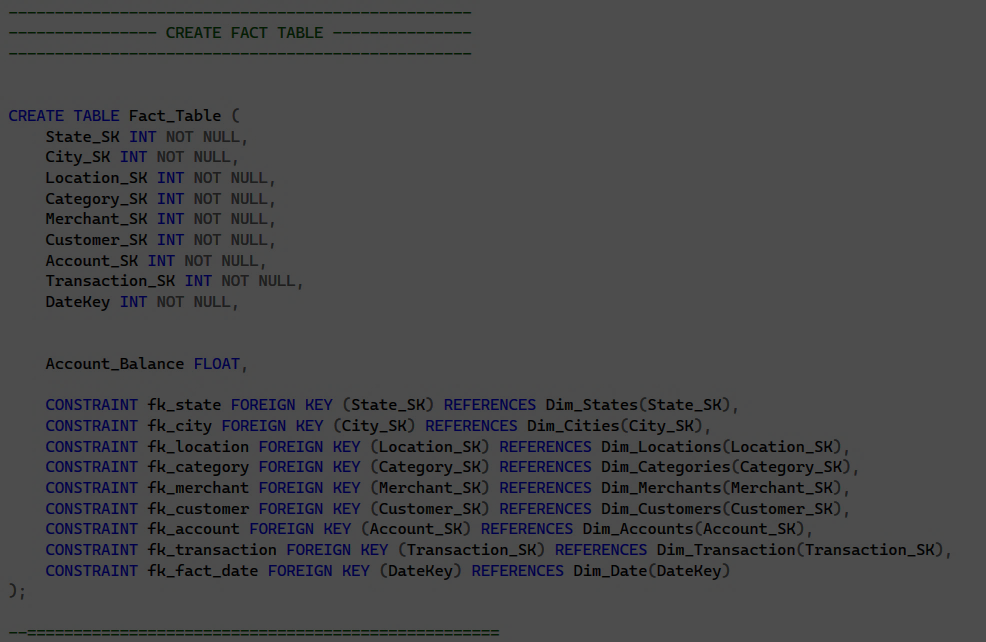 --------------------------------------------------
---------------- CREATE FACT TABLE ---------------
--------------------------------------------------
CREATE TABLE Fact_Table (
    State_SK INT NOT NULL,
    City_SK INT NOT NULL,
    Location_SK INT NOT NULL,
    Category_SK INT NOT NULL,
    Merchant_SK INT NOT NULL,
    Customer_SK INT NOT NULL,
    Account_SK INT NOT NULL,
    Transaction_SK INT NOT NULL,
    DateKey INT NOT NULL,
    Account_Balance FLOAT,
    CONSTRAINT fk_state FOREIGN KEY (State_SK) REFERENCES Dim_States(State_SK),
    CONSTRAINT fk_city FOREIGN KEY (City_SK) REFERENCES Dim_Cities(City_SK),
    CONSTRAINT fk_location FOREIGN KEY (Location_SK) REFERENCES Dim_Locations(Location_SK),
    CONSTRAINT fk_category FOREIGN KEY (Category_SK) REFERENCES Dim_Categories(Category_SK),
    CONSTRAINT fk_merchant FOREIGN KEY (Merchant_SK) REFERENCES Dim_Merchants(Merchant_SK),
    CONSTRAINT fk_customer FOREIGN KEY (Customer_SK) REFERENCES Dim_Customers(Customer_SK),
    CONSTRAINT fk_account FOREIGN KEY (Account_SK) REFERENCES Dim_Accounts(Account_SK),
    CONSTRAINT fk_transaction FOREIGN KEY (Transaction_SK) REFERENCES Dim_Transaction(Transaction_SK),
    CONSTRAINT fk_fact_date FOREIGN KEY (DateKey) REFERENCES Dim_Date(DateKey)
);
--===================================================